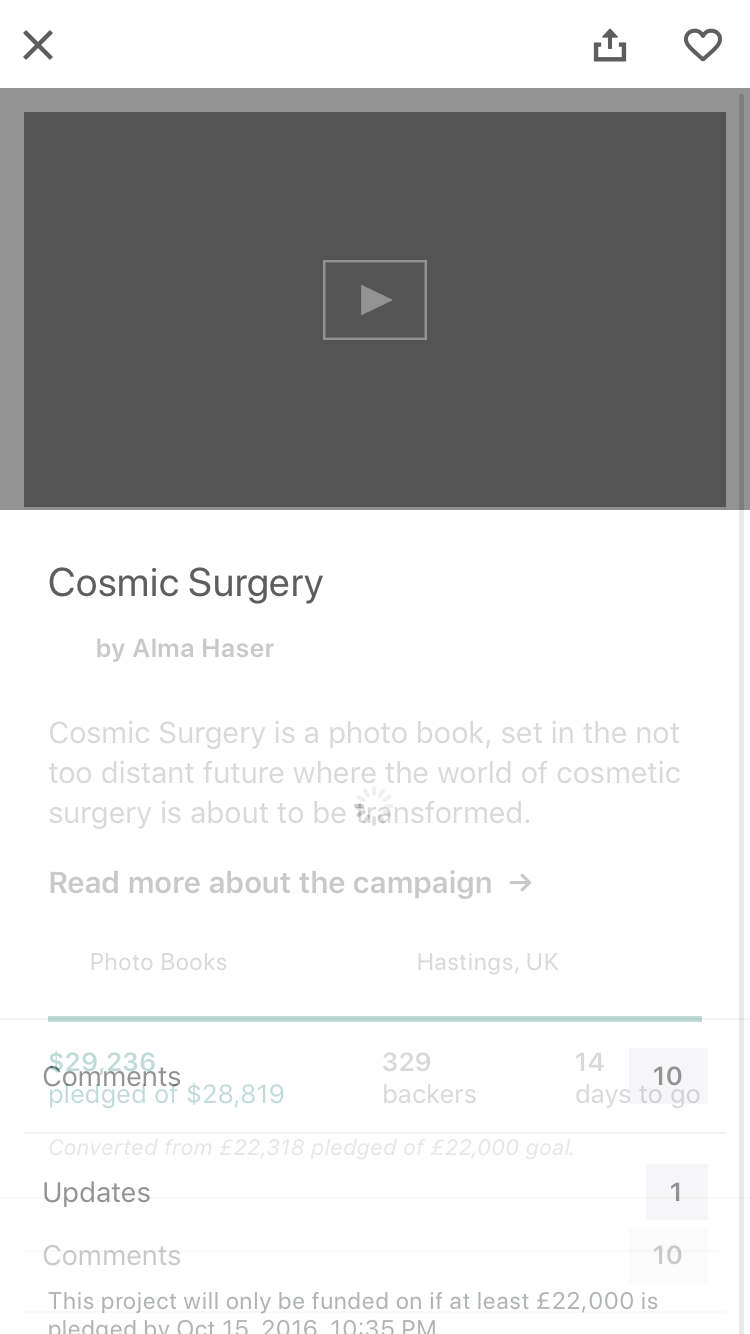 Cosmic Surgery
by Alma Haser
Cosmic Surgery is a photo book, set in the not
too distant future where the world of cosmetic
surgery is about to be transformed.
Read more about the campaign →
Photo Books Hastings, UK
$29,236 329 14
Comments 10
pledged of $28,819 backers days to go
Converted from £22,318 pledged of £22,000 goal.
Updates 1
Comments 10
This project will only be funded on if at least £22,000 is
pledged by Oct 15, 2016, 10:35 PM